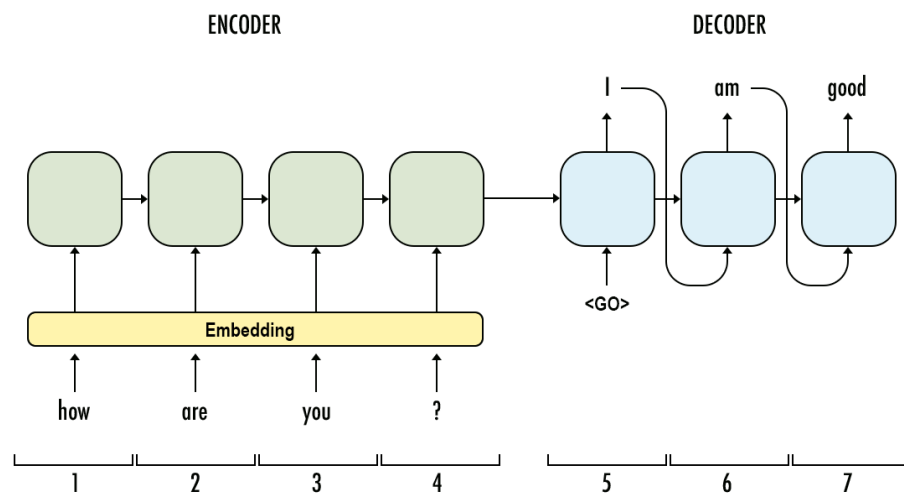 ENCODER DECODER
I am good
<GO>
Embedding
how are you ?
1 2 3 4 5 6 7